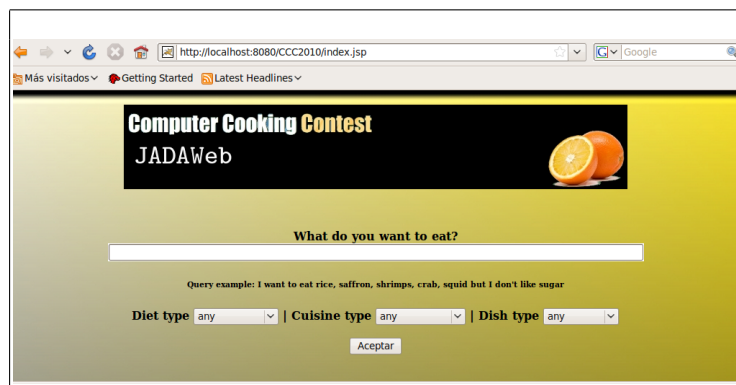 http://localhost:8080/CCC2010/index.jsp
Google
Más visitados Getting Started Latest Headlines
Computer Cooking Contest
JADAWeb
What do you want to eat?
Query example: I want to eat rice, saffron, shrimps, crab, squid but I don't like sugar
Diet type any | Cuisine type any | Dish type any
Aceptar